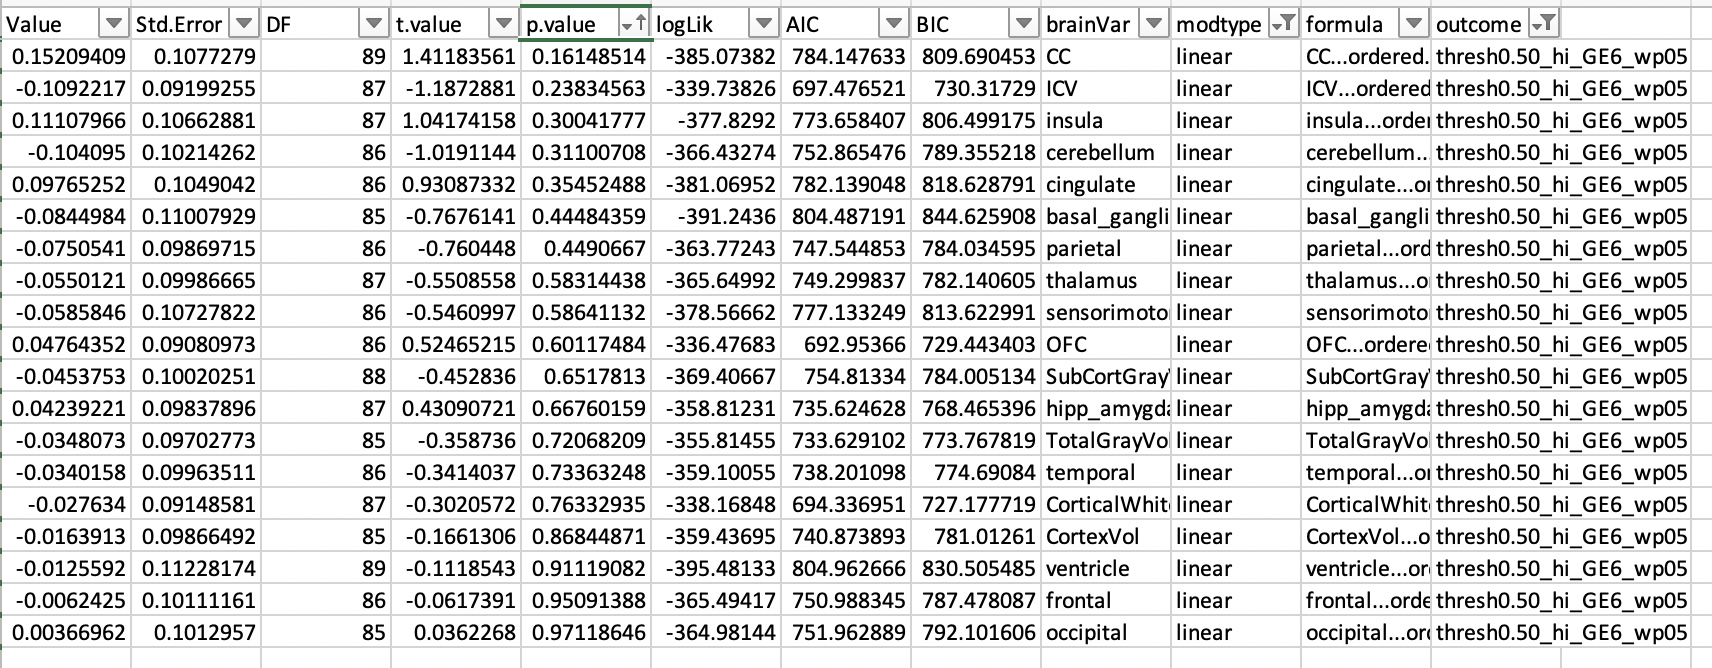 Value Std.Error DF t.value p.value logLik AIC BIC brainVar modtype formula outcome
0.15209409 0.1077279 89 1.41183561 0.16148514 -385.07382 784.147633 809.690453 CC linear CC...ordered. thresh0.50_hi_GE6_wp05
-0.1092217 0.09199255 87 -1.1872881 0.23834563 -339.73826 697.476521 730.31729 ICV linear ICV...ordered thresh0.50_hi_GE6_wp05
0.11107966 0.10662881 87 1.04174158 0.30041777 -377.8292 773.658407 806.499175 insula linear insula...order thresh0.50_hi_GE6_wp05
-0.104095 0.10214262 86 -1.0191144 0.31100708 -366.43274 752.865476 789.355218 cerebellum linear cerebellum... thresh0.50_hi_GE6_wp05
0.09765252 0.1049042 86 0.93087332 0.35452488 -381.06952 782.139048 818.628791 cingulate linear cingulate...or thresh0.50_hi_GE6_wp05
-0.0844984 0.11007929 85 -0.7676141 0.44484359 -391.2436 804.487191 844.625908 basal_gangli linear basal_gangli thresh0.50_hi_GE6_wp05
-0.0750541 0.09869715 86 -0.760448 0.4490667 -363.77243 747.544853 784.034595 parietal linear parietal...ord thresh0.50_hi_GE6_wp05
-0.0550121 0.09986665 87 -0.5508558 0.58314438 -365.64992 749.299837 782.140605 thalamus linear thalamus...o thresh0.50_hi_GE6_wp05
-0.0585846 0.10727822 86 -0.5460997 0.58641132 -378.56662 777.133249 813.622991 sensorimoto linear sensorimoto thresh0.50_hi_GE6_wp05
0.04764352 0.09080973 86 0.52465215 0.60117484 -336.47683 692.95366 729.443403 OFC linear OFC...ordere thresh0.50_hi_GE6_wp05
-0.0453753 0.10020251 88 -0.452836 0.6517813 -369.40667 754.81334 784.005134 SubCortGray linear SubCortGray thresh0.50_hi_GE6_wp05
0.04239221 0.09837896 87 0.43090721 0.66760159 -358.81231 735.624628 768.465396 hipp_amygda linear hipp_amygda thresh0.50_hi_GE6_wp05
-0.0348073 0.09702773 85 -0.358736 0.72068209 -355.81455 733.629102 773.767819 TotalGrayVo linear TotalGrayVo thresh0.50_hi_GE6_wp05
-0.0340158 0.09963511 86 -0.3414037 0.73363248 -359.10055 738.201098 774.69084 temporal linear temporal...o thresh0.50_hi_GE6_wp05
-0.027634 0.09148581 87 -0.3020572 0.76332935 -338.16848 694.336951 727.177719 CorticalWhit linear CorticalWhit thresh0.50_hi_GE6_wp05
-0.0163913 0.09866492 85 -0.1661306 0.86844871 -359.43695 740.873893 781.01261 CortexVol linear CortexVol...o thresh0.50_hi_GE6_wp05
-0.0125592 0.11228174 89 -0.1118543 0.91119082 -395.48133 804.962666 830.505485 ventricle linear ventricle...or thresh0.50_hi_GE6_wp05
-0.0062425 0.10111161 86 -0.0617391 0.95091388 -365.49417 750.988345 787.478087 frontal linear frontal...orde thresh0.50_hi_GE6_wp05
0.00366962 0.1012957 85 0.0362268 0.97118646 -364.98144 751.962889 792.101606 occipital linear occipital...or thresh0.50_hi_GE6_wp05